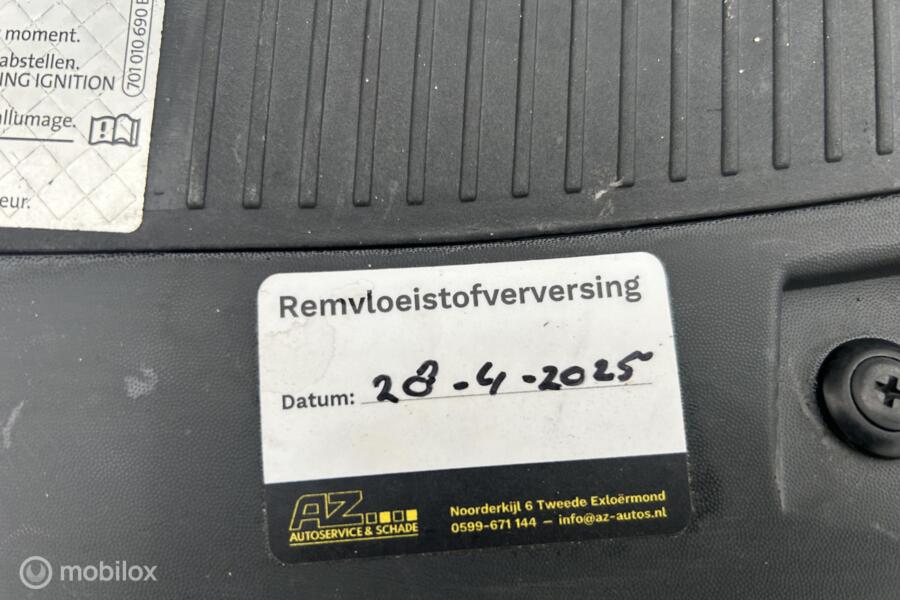 moment.
abstellen.
ING IGNITION
701 010 690
allumage.
eur.
Remvloeistofverversing
Datum: 28-4-2025
AZ...
AUTOSERVICE & SCHADE
Noorderkijl 6 Tweede Exloërmond
0599-671 144 – info@az-autos.nl
mobilox